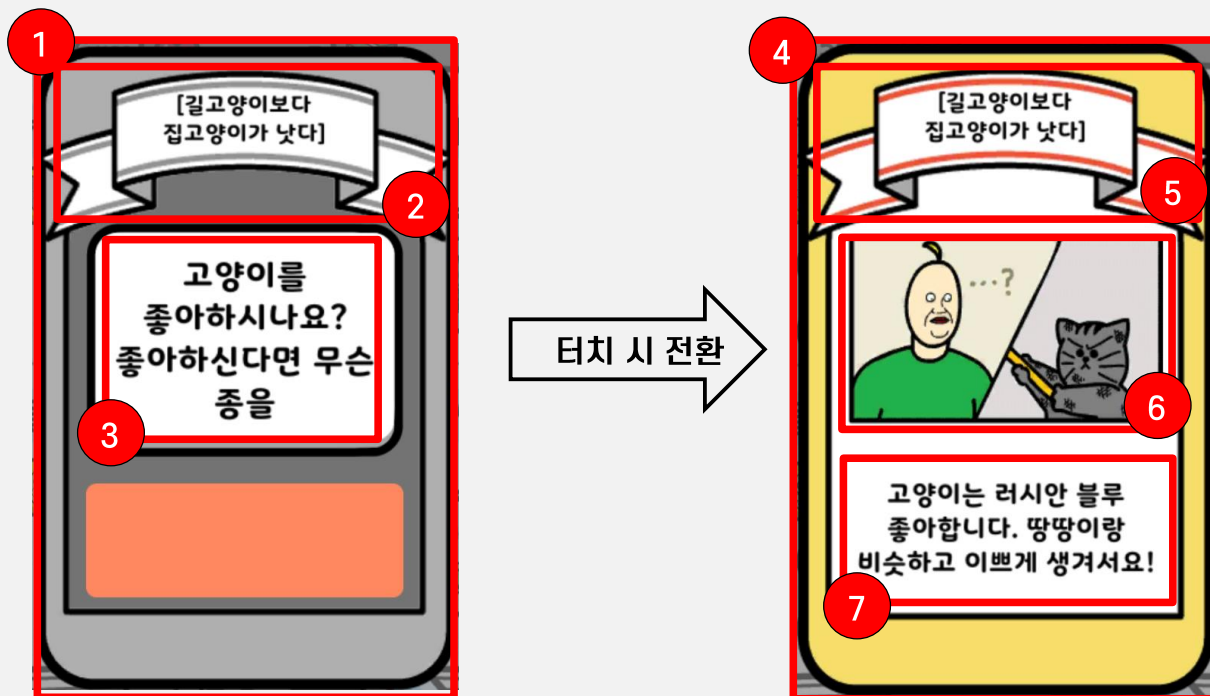 1
[길고양이보다
집고양이가 낫다]
2
고양이를
좋아하시나요?
좋아하신다면 무슨
종을
3
터치 시 전환
4
[길고양이보다
집고양이가 낫다]
5
...?
6
고양이는 러시안 블루
좋아합니다. 땅땅이랑
비슷하고 이쁘게 생겨서요!
7